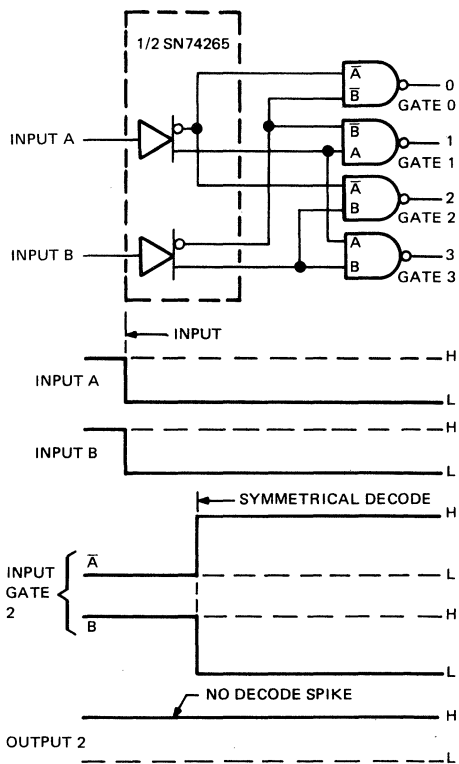 1/2 SN74265
INPUT A
INPUT B
A̅
B̅
0
GATE 0
B̅
A
1
GATE 1
A̅
B
2
GATE 2
A
B
3
GATE 3
INPUT
INPUT A
H
L
INPUT B
H
L
SYMMETRICAL DECODE
INPUT
GATE
2
A̅
H
L
B
H
L
NO DECODE SPIKE
OUTPUT 2
H
L